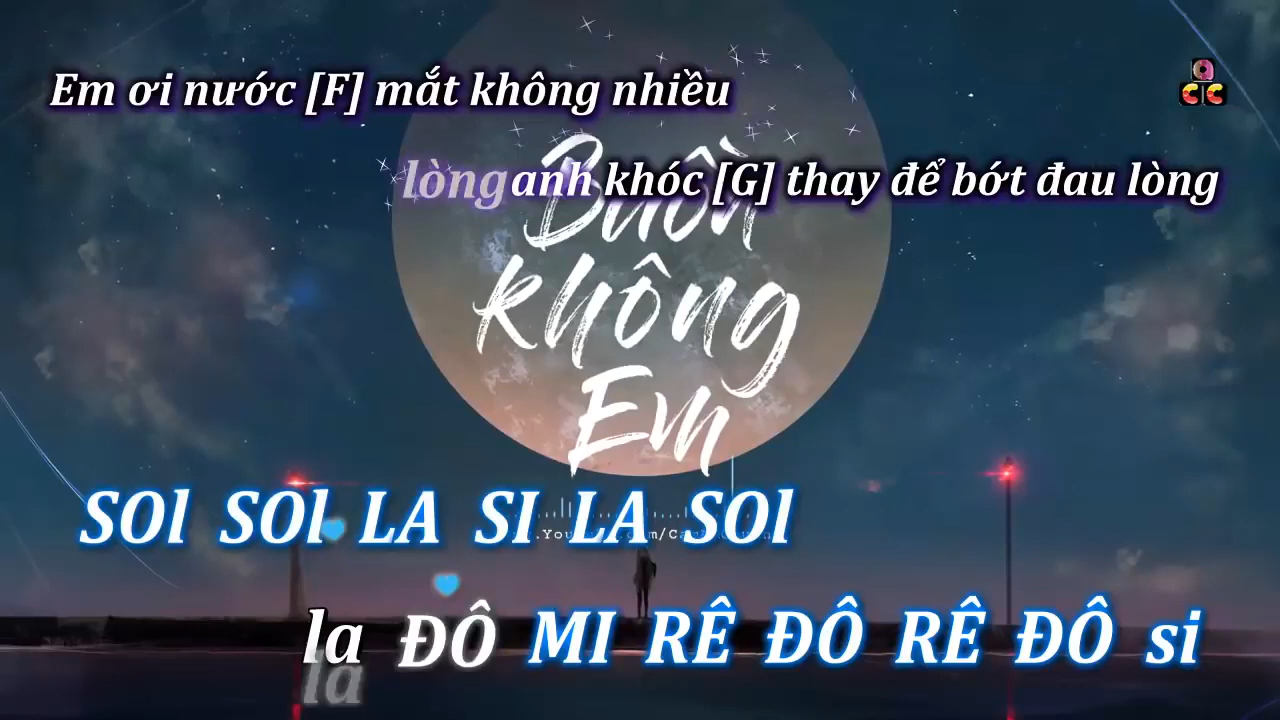 Em ơi nước [F] mắt không nhiều
lòng anh khóc [G] thay để bớt đau lòng
Buồn
không
Em
SOl SOl LA SI LA SOl
la ĐÔ MI RÊ ĐÔ RÊ ĐÔ si
la